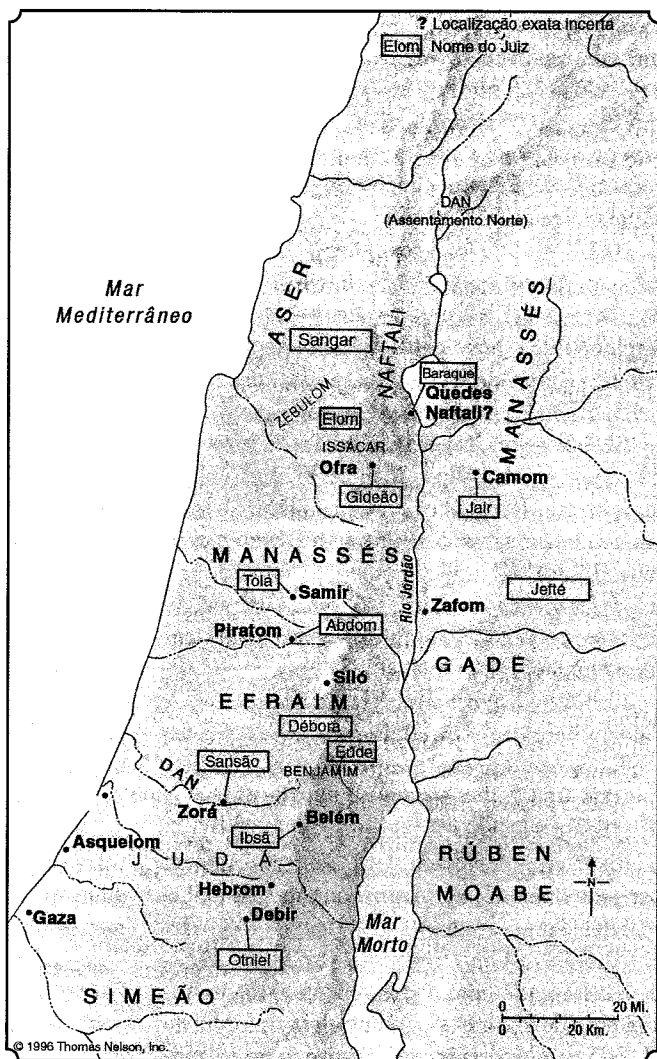 ? Localização exata incerta
Elom Nome do Juiz
DAN
(Assentamento Norte)
Mar
Mediterrâneo
ASER
Sangar
NAFTALI
MANASSÉS
Baraque
Quedes
Naftali?
ZEBULOM
Elom
ISSACAR
Ofra
Gideão
Camom
Jair
MANASSÉS
Tolá
Samir
Rio Jordão
Jefté
Zafom
Piratom
Abdom
GADE
Siló
EFRAIM
Débora
Eúde
BENJAMIM
Sansão
DAN
Zorá
Ibsã
Belém
Asquelom
JUDÁ
RÚBEN
MOABE
N
Hebrom
Gaza
Debir
Mar
Morto
Otniel
SIMEÃO
0 20 Mi.
0 20 Km.
© 1996 Thomas Nelson, Inc.